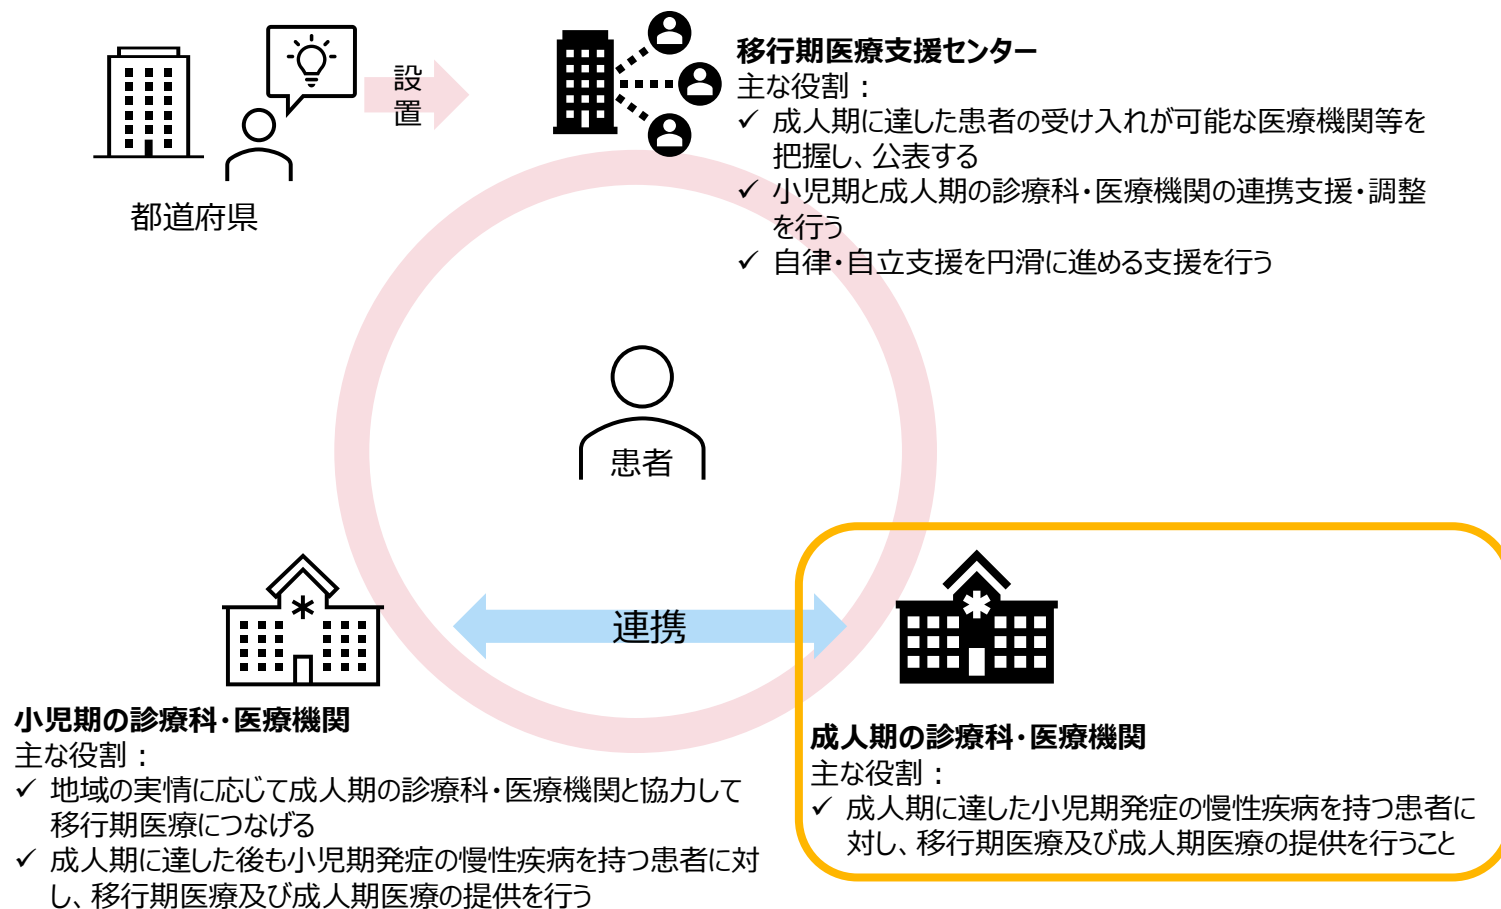 設
置
都道府県
移行期医療支援センター
主な役割：
✓ 成人期に達した患者の受け入れが可能な医療機関等を
把握し、公表する
✓ 小児期と成人期の診療科・医療機関の連携支援・調整
を行う
✓ 自律・自立支援を円滑に進める支援を行う
患者
連携
小児期の診療科・医療機関
主な役割：
✓ 地域の実情に応じて成人期の診療科・医療機関と協力して
移行期医療につなげる
✓ 成人期に達した後も小児期発症の慢性疾病を持つ患者に対
し、移行期医療及び成人期医療の提供を行う
成人期の診療科・医療機関
主な役割：
✓ 成人期に達した小児期発症の慢性疾病を持つ患者に
対し、移行期医療及び成人期医療の提供を行うこと